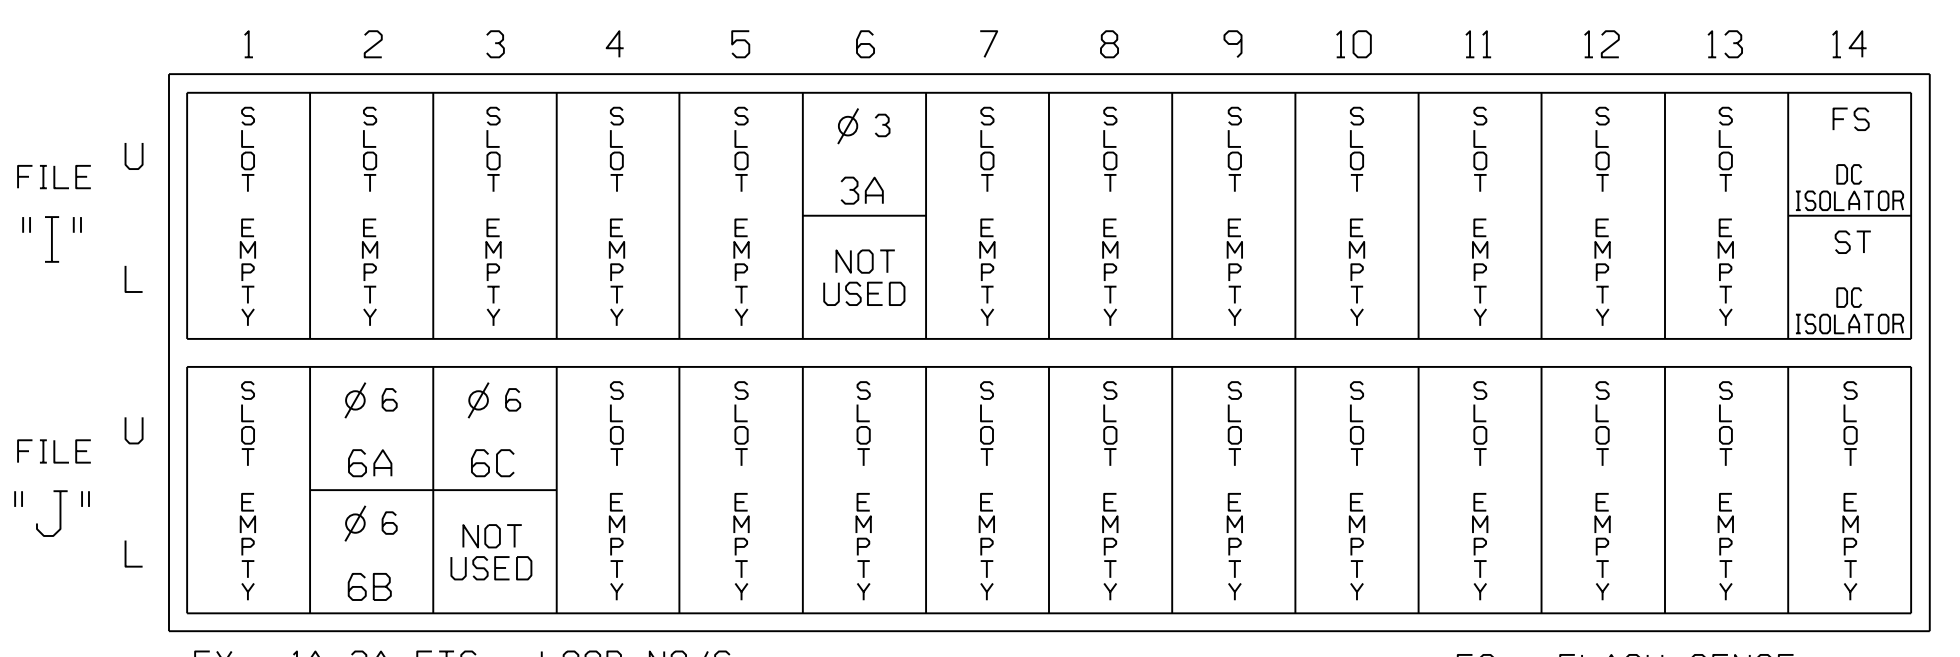 1 2 3 4 5 6 7 8 9 10 11 12 13 14
FILE "I"
U
L
SLOT EMPTY
SLOT EMPTY
SLOT EMPTY
SLOT EMPTY
SLOT EMPTY
Ø 3
3A
NOT
USED
SLOT EMPTY
SLOT EMPTY
SLOT EMPTY
SLOT EMPTY
SLOT EMPTY
SLOT EMPTY
SLOT EMPTY
FS
DC
ISOLATOR
ST
DC
ISOLATOR
FILE "J"
U
L
SLOT EMPTY
Ø 6
6A
Ø 6
6B
Ø 6
6C
NOT
USED
SLOT EMPTY
SLOT EMPTY
SLOT EMPTY
SLOT EMPTY
SLOT EMPTY
SLOT EMPTY
SLOT EMPTY
SLOT EMPTY
SLOT EMPTY
SLOT EMPTY
SLOT EMPTY